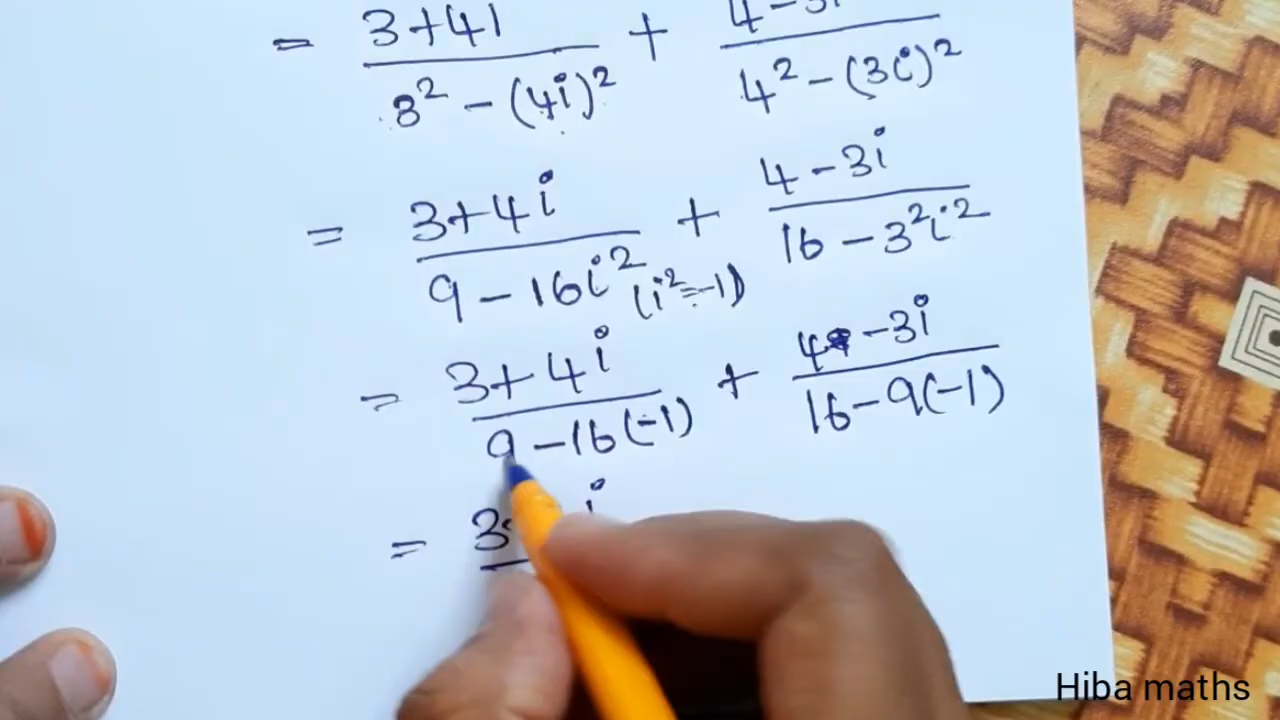 = 3+4i / 8² - (4i)² + 4-3i / 4² - (3i)²
= 3+4i / 9 - 16i² + 4-3i / 16 - 3²i²
(i²=-1)
= 3+4i / 9-16(-1) + 4 -3i / 16-9(-1)
= 3 i
Hiba maths